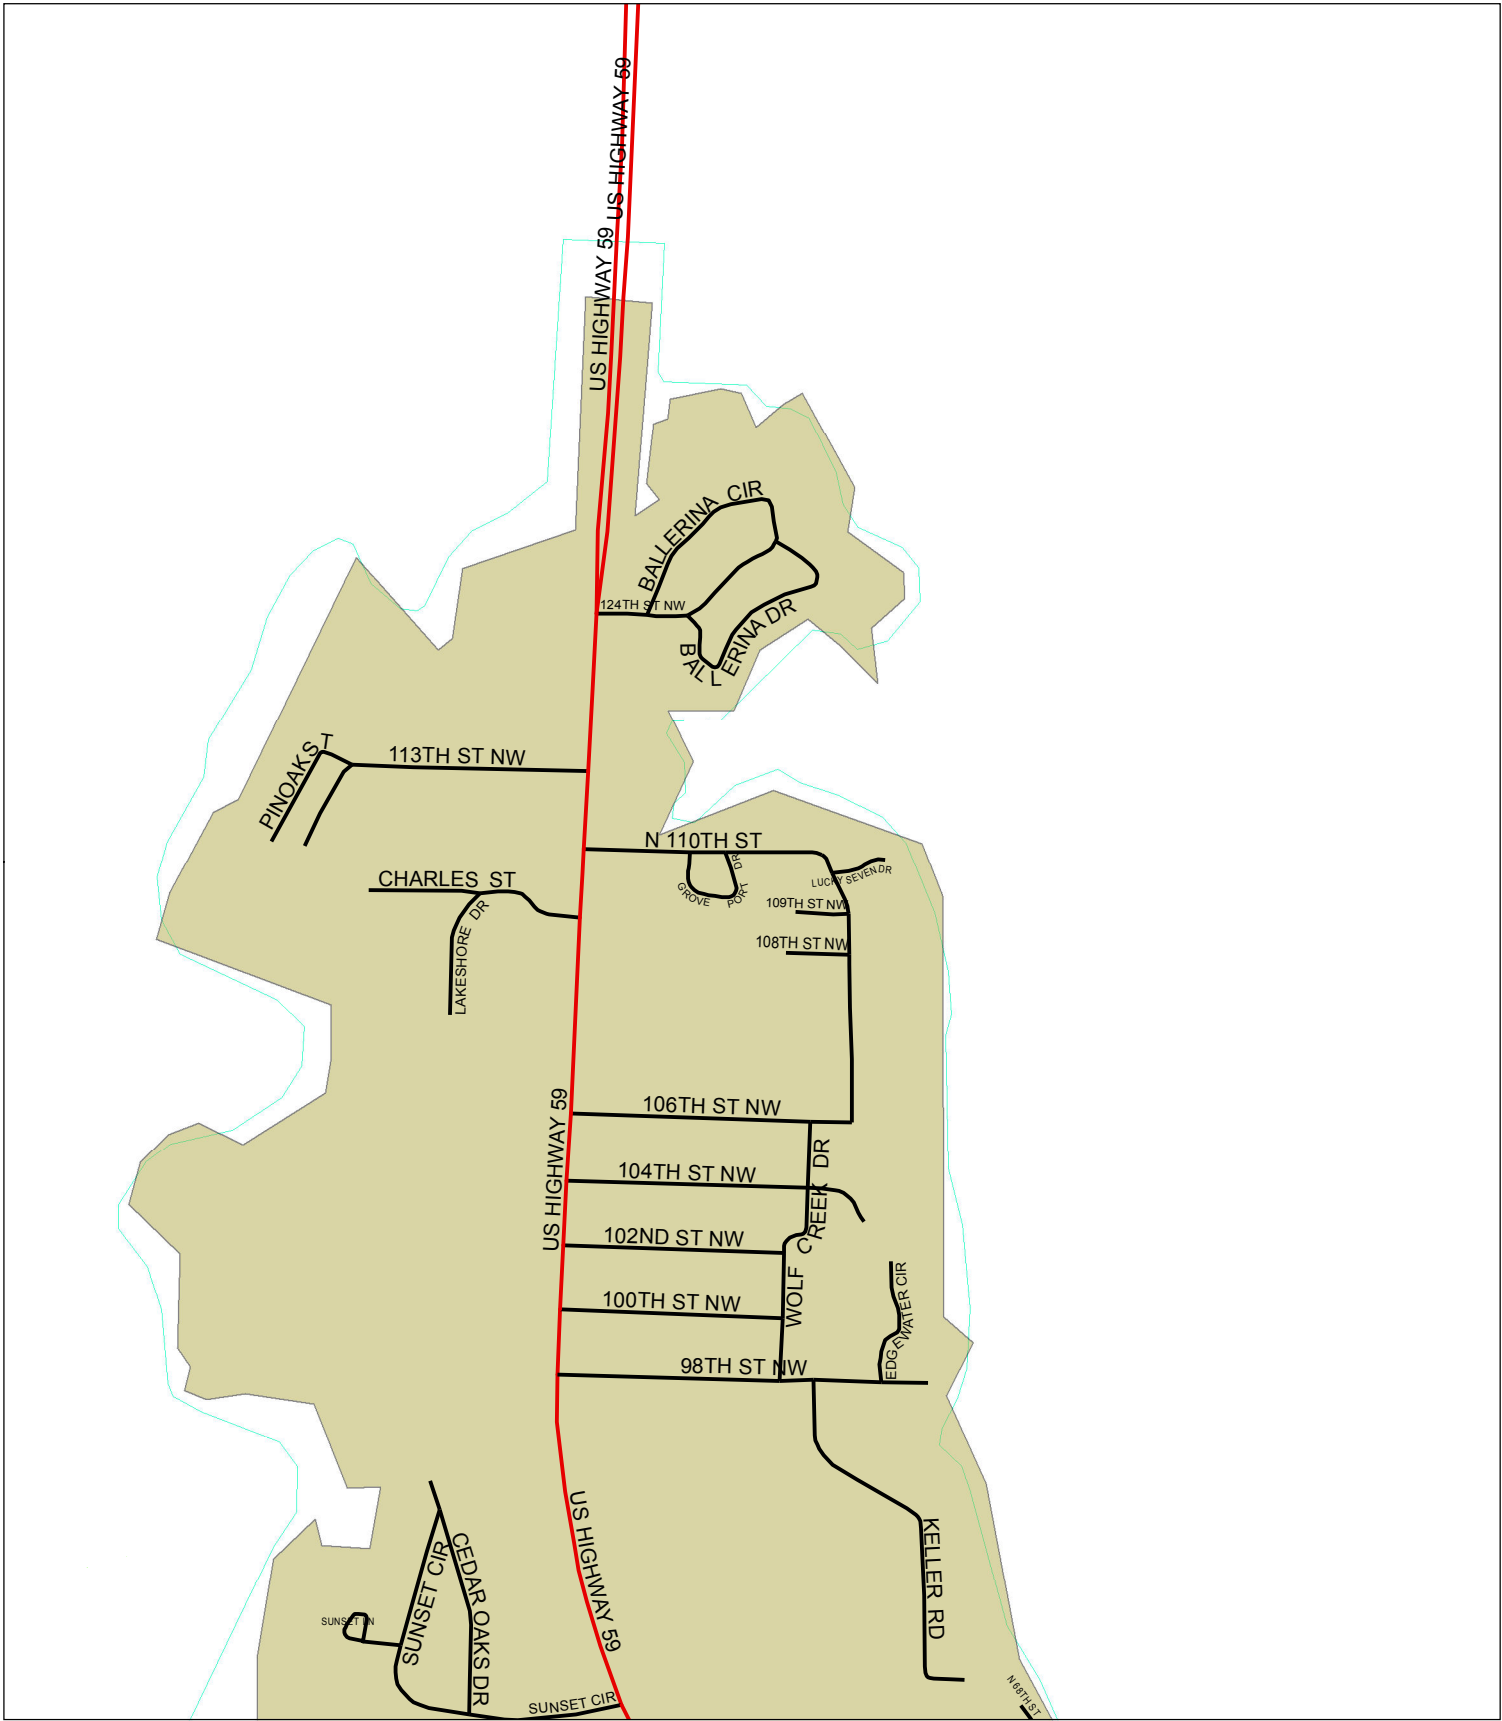 US HIGHWAY 59
US HIGHWAY 59
BALLERINA CIR
124TH ST NW
BALLERINA DR
PINOAKS T
113TH ST NW
N 110TH ST
GROVE PORT DR
LUCKY SEVEN DR
CHARLES ST
LAKESHORE DR
109TH ST NW
108TH ST NW
US HIGHWAY 59
106TH ST NW
104TH ST NW
102ND ST NW
WOLF CREEK DR
100TH ST NW
EDGEWATER CIR
98TH ST NW
US HIGHWAY 59
KELLER RD
CEDAR OAKS DR
SUNSET CIR
SUNSET LN
SUNSET CIR
N 68TH ST